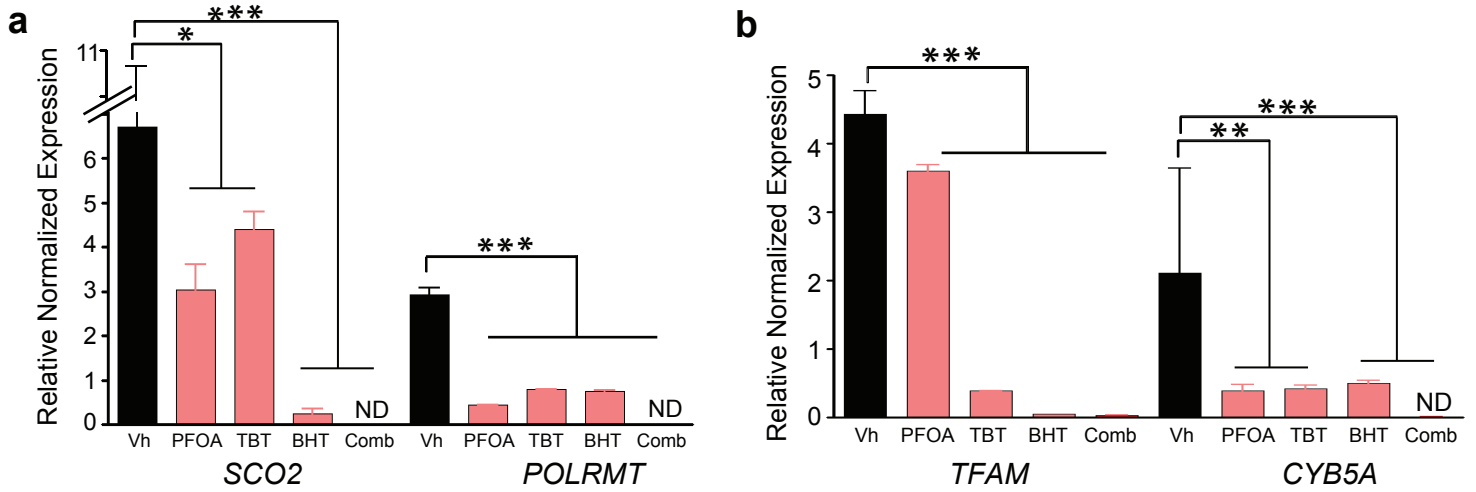 a
***
*
11
6
5
4
3
2
1
0
Relative Normalized Expression
ND
***
ND
Vh PFOA TBT BHT Comb Vh PFOA TBT BHT Comb
SCO2 POLRMT
b
***
5
4
3
2
1
0
Relative Normalized Expression
***
**
ND
Vh PFOA TBT BHT Comb Vh PFOA TBT BHT Comb
TFAM CYB5A